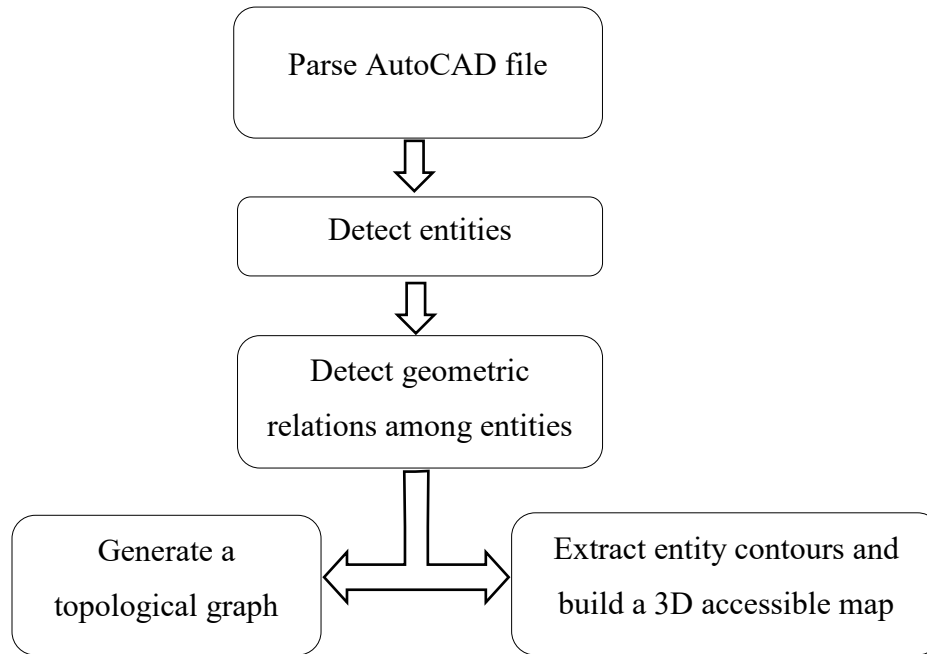 Parse AutoCAD file
Detect entities
Detect geometric
relations among entities
Generate a
topological graph
Extract entity contours and
build a 3D accessible map